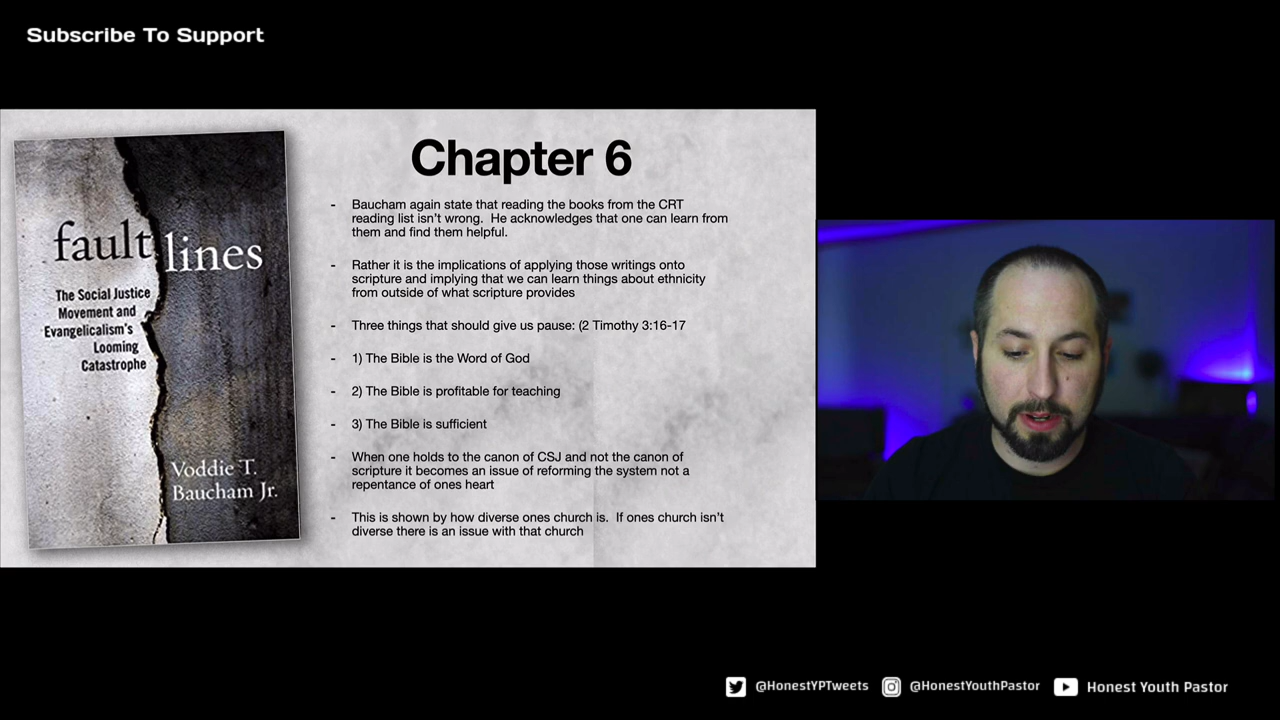 Subscribe To Support
fault lines
The Social Justice
Movement and
Evangelicalism's
Looming
Catastrophe
Voddie T.
Baucham Jr.
Chapter 6
- Baucham again state that reading the books from the CRT
reading list isn't wrong. He acknowledges that one can learn from
them and find them helpful.
- Rather it is the implications of applying those writings onto
scripture and implying that we can learn things about ethnicity
from outside of what scripture provides
- Three things that should give us pause: (2 Timothy 3:16-17
- 1) The Bible is the Word of God
- 2) The Bible is profitable for teaching
- 3) The Bible is sufficient
- When one holds to the canon of CSJ and not the canon of
scripture it becomes an issue of reforming the system not a
repentance of ones heart
- This is shown by how diverse ones church is. If ones church isn't
diverse there is an issue with that church
@HonestYPTweets @HonestYouthPastor Honest Youth Pastor